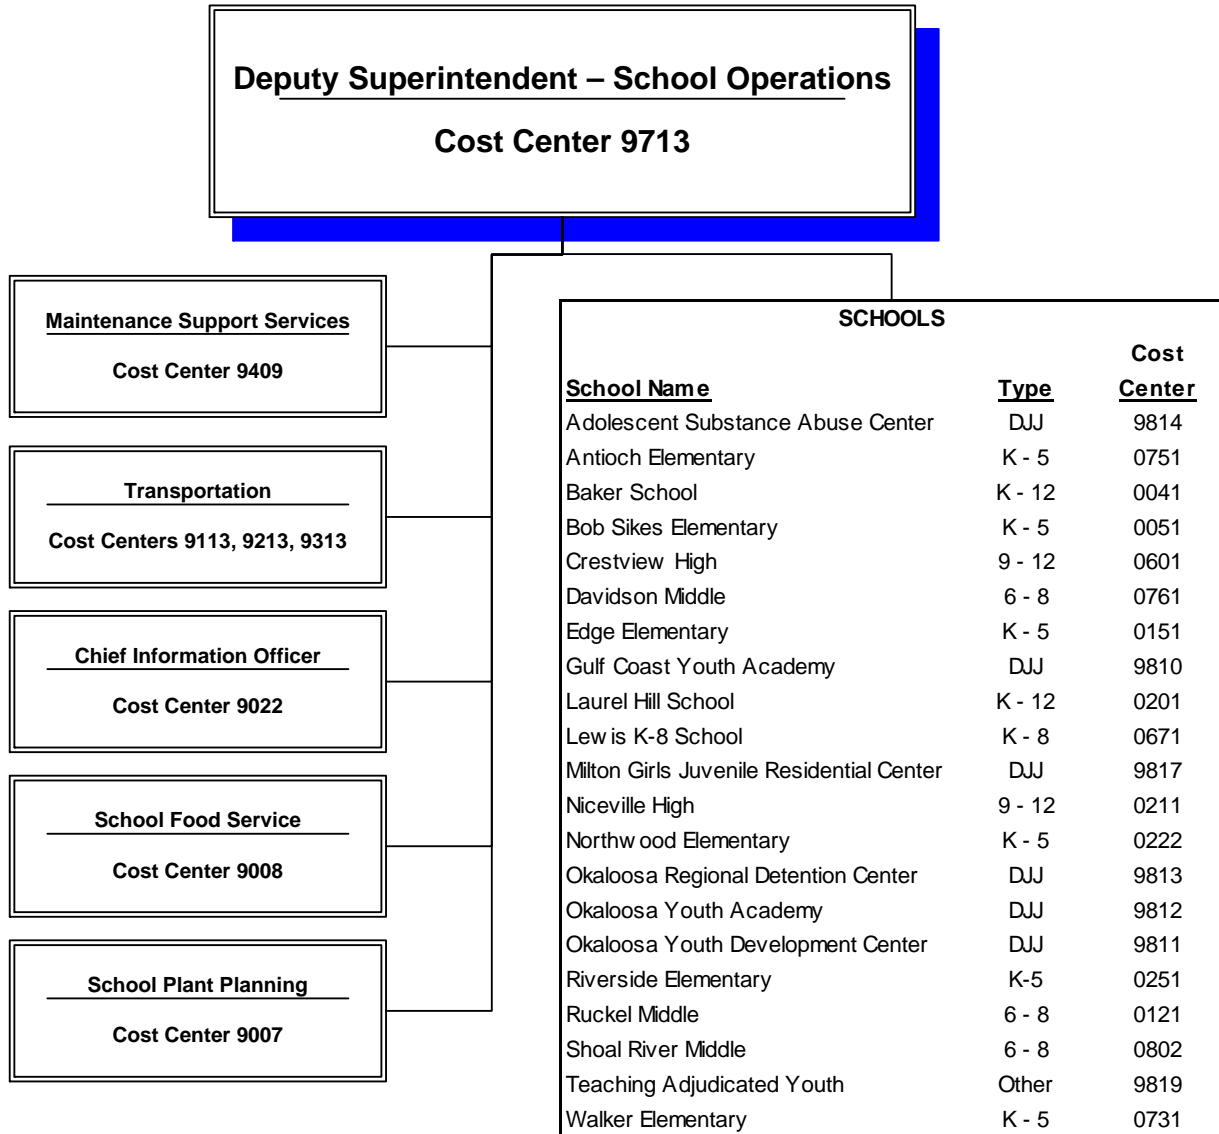 Deputy Superintendent – School Operations
Cost Center 9713
Maintenance Support Services
Cost Center 9409
Transportation
Cost Centers 9113, 9213, 9313
Chief Information Officer
Cost Center 9022
School Food Service
Cost Center 9008
School Plant Planning
Cost Center 9007
SCHOOLS
Cost
School Name Type Center
Adolescent Substance Abuse Center DJJ 9814
Antioch Elementary K - 5 0751
Baker School K - 12 0041
Bob Sikes Elementary K - 5 0051
Crestview High 9 - 12 0601
Davidson Middle 6 - 8 0761
Edge Elementary K - 5 0151
Gulf Coast Youth Academy DJJ 9810
Laurel Hill School K - 12 0201
Lewis K-8 School K - 8 0671
Milton Girls Juvenile Residential Center DJJ 9817
Niceville High 9 - 12 0211
Northwood Elementary K - 5 0222
Okaloosa Regional Detention Center DJJ 9813
Okaloosa Youth Academy DJJ 9812
Okaloosa Youth Development Center DJJ 9811
Riverside Elementary K-5 0251
Ruckel Middle 6 - 8 0121
Shoal River Middle 6 - 8 0802
Teaching Adjudicated Youth Other 9819
Walker Elementary K - 5 0731